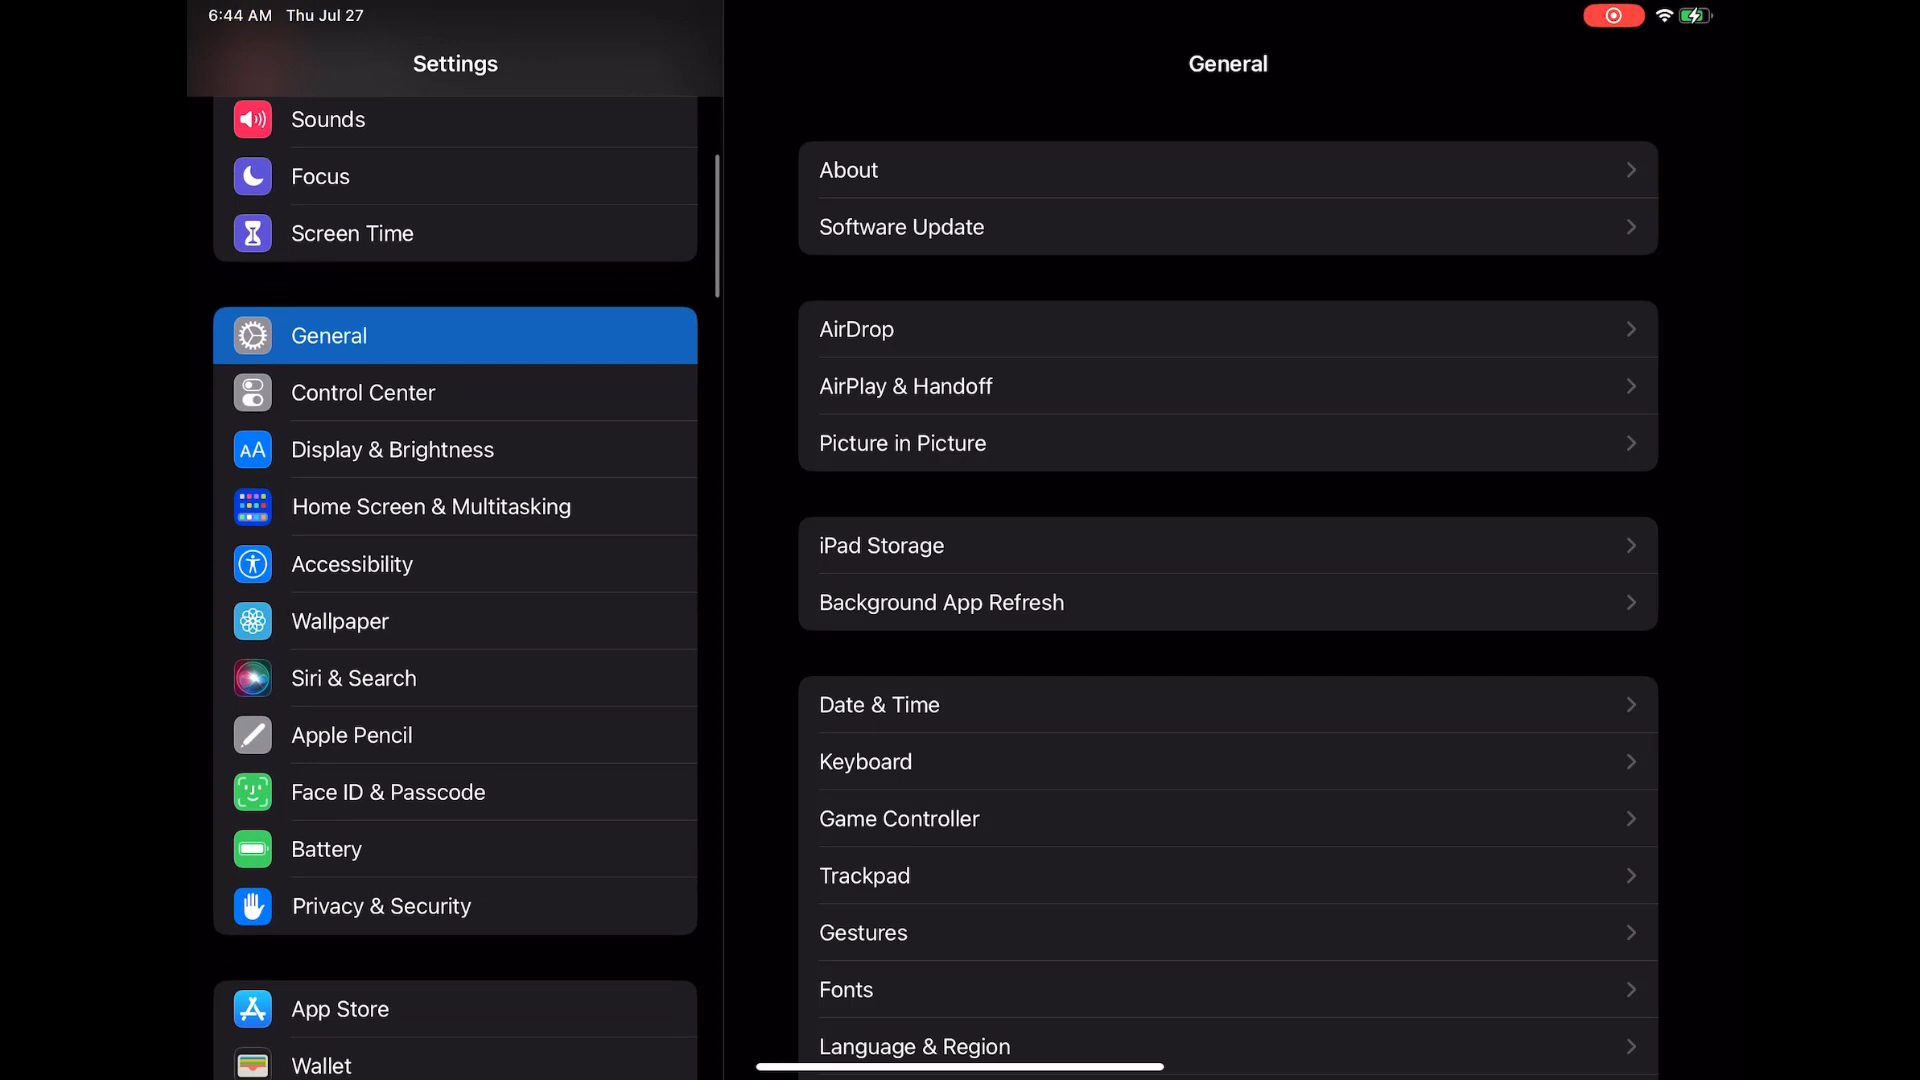 6:44 AM Thu Jul 27
Settings
Sounds
Focus
Screen Time
General
Control Center
AA
Display & Brightness
Home Screen & Multitasking
Accessibility
Wallpaper
Siri & Search
Apple Pencil
Face ID & Passcode
Battery
Privacy & Security
App Store
Wallet
General
About
Software Update
AirDrop
AirPlay & Handoff
Picture in Picture
iPad Storage
Background App Refresh
Date & Time
Keyboard
Game Controller
Trackpad
Gestures
Fonts
Language & Region